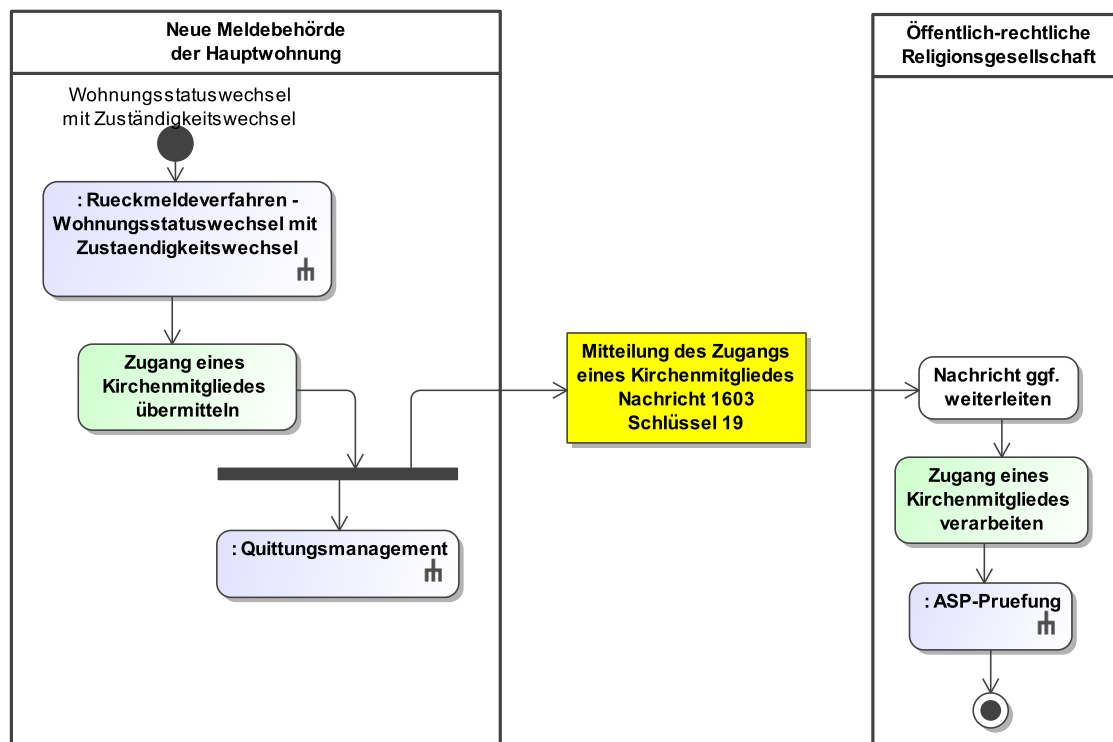 Neue Meldebehörde
der Hauptwohnung
Wohnungsstatuswechsel
mit Zuständigkeitswechsel
: Rueckmeldeverfahren -
Wohnungsstatuswechsel mit
Zustaendigkeitswechsel
Zugang eines
Kirchenmitgliedes
übermitteln
: Quittungsmanagement
Mitteilung des Zugangs
eines Kirchenmitgliedes
Nachricht 1603
Schlüssel 19
Öffentlich-rechtliche
Religionsgesellschaft
Nachricht ggf.
weiterleiten
Zugang eines
Kirchenmitgliedes
verarbeiten
: ASP-Pruefung